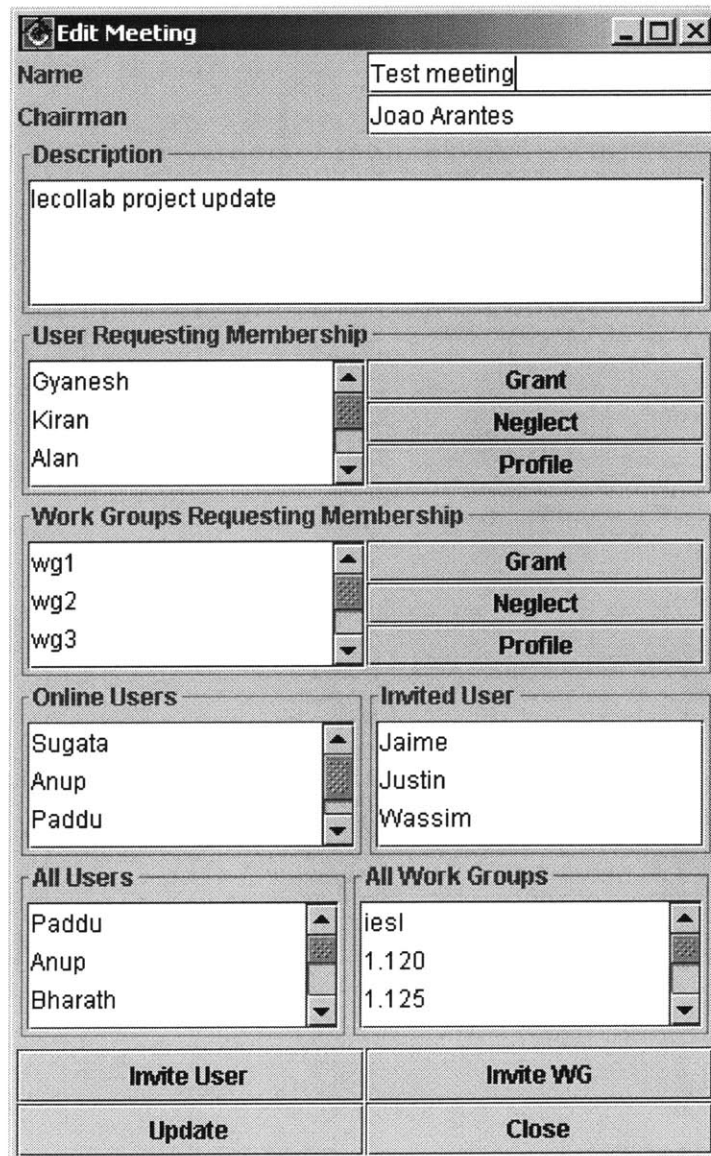 Edit Meeting
Name Test meeting
Chairman Joao Arantes
Description
Iecollab project update
User Requesting Membership
Gyanesh
Kiran
Alan
Grant
Neglect
Profile
Work Groups Requesting Membership
wg1
wg2
wg3
Grant
Neglect
Profile
Online Users
Sugata
Anup
Paddu
Invited User
Jaime
Justin
Wassim
All Users
Paddu
Anup
Bharath
All Work Groups
iesl
1.120
1.125
Invite User Invite WG
Update Close